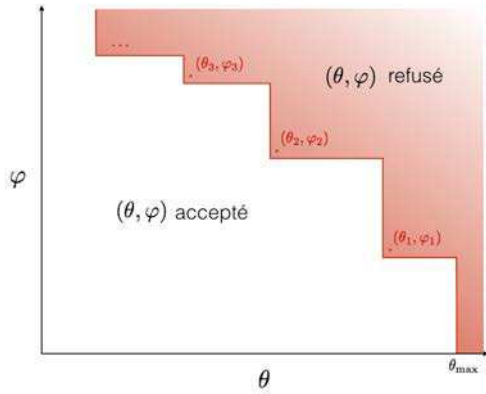 ...
(θ₃, φ₃)
(θ, φ) refusé
(θ₂, φ₂)
φ
(θ, φ) accepté
(θ₁, φ₁)
θmax
θ